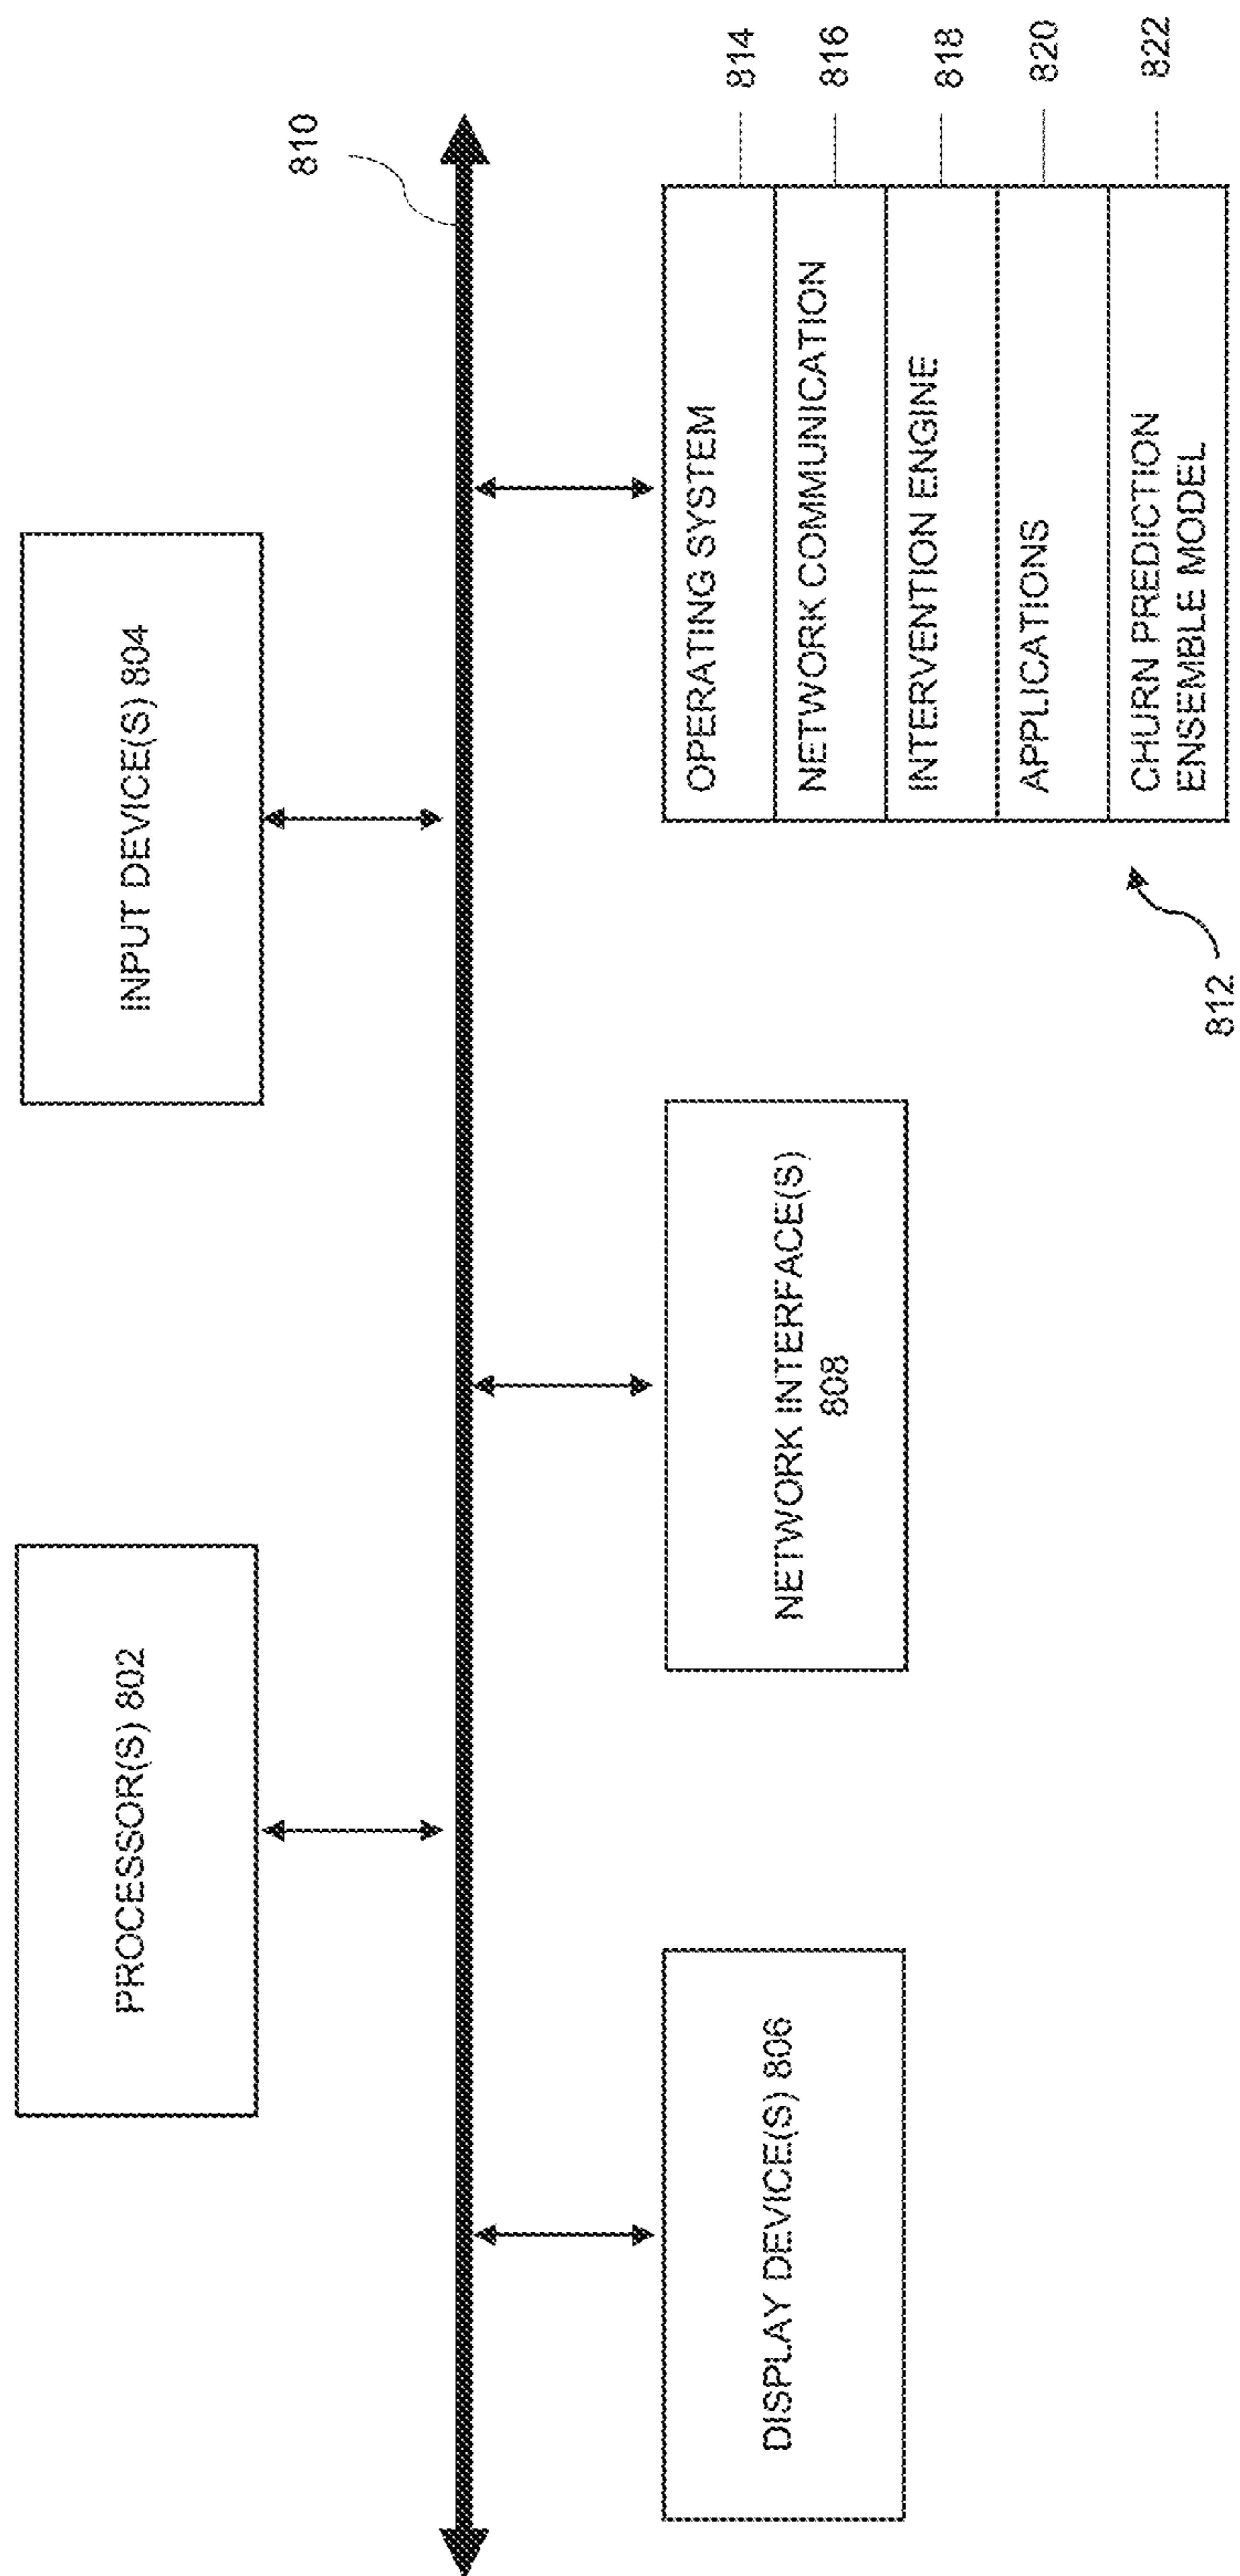 PROCESSOR(S) 802
INPUT DEVICE(S) 804
810
DISPLAY DEVICE(S) 806
NETWORK INTERFACE(S)
808
OPERATING SYSTEM
814
NETWORK COMMUNICATION
816
INTERVENTION ENGINE
818
APPLICATIONS
820
CHURN PREDICTION
ENSEMBLE MODEL
822
812